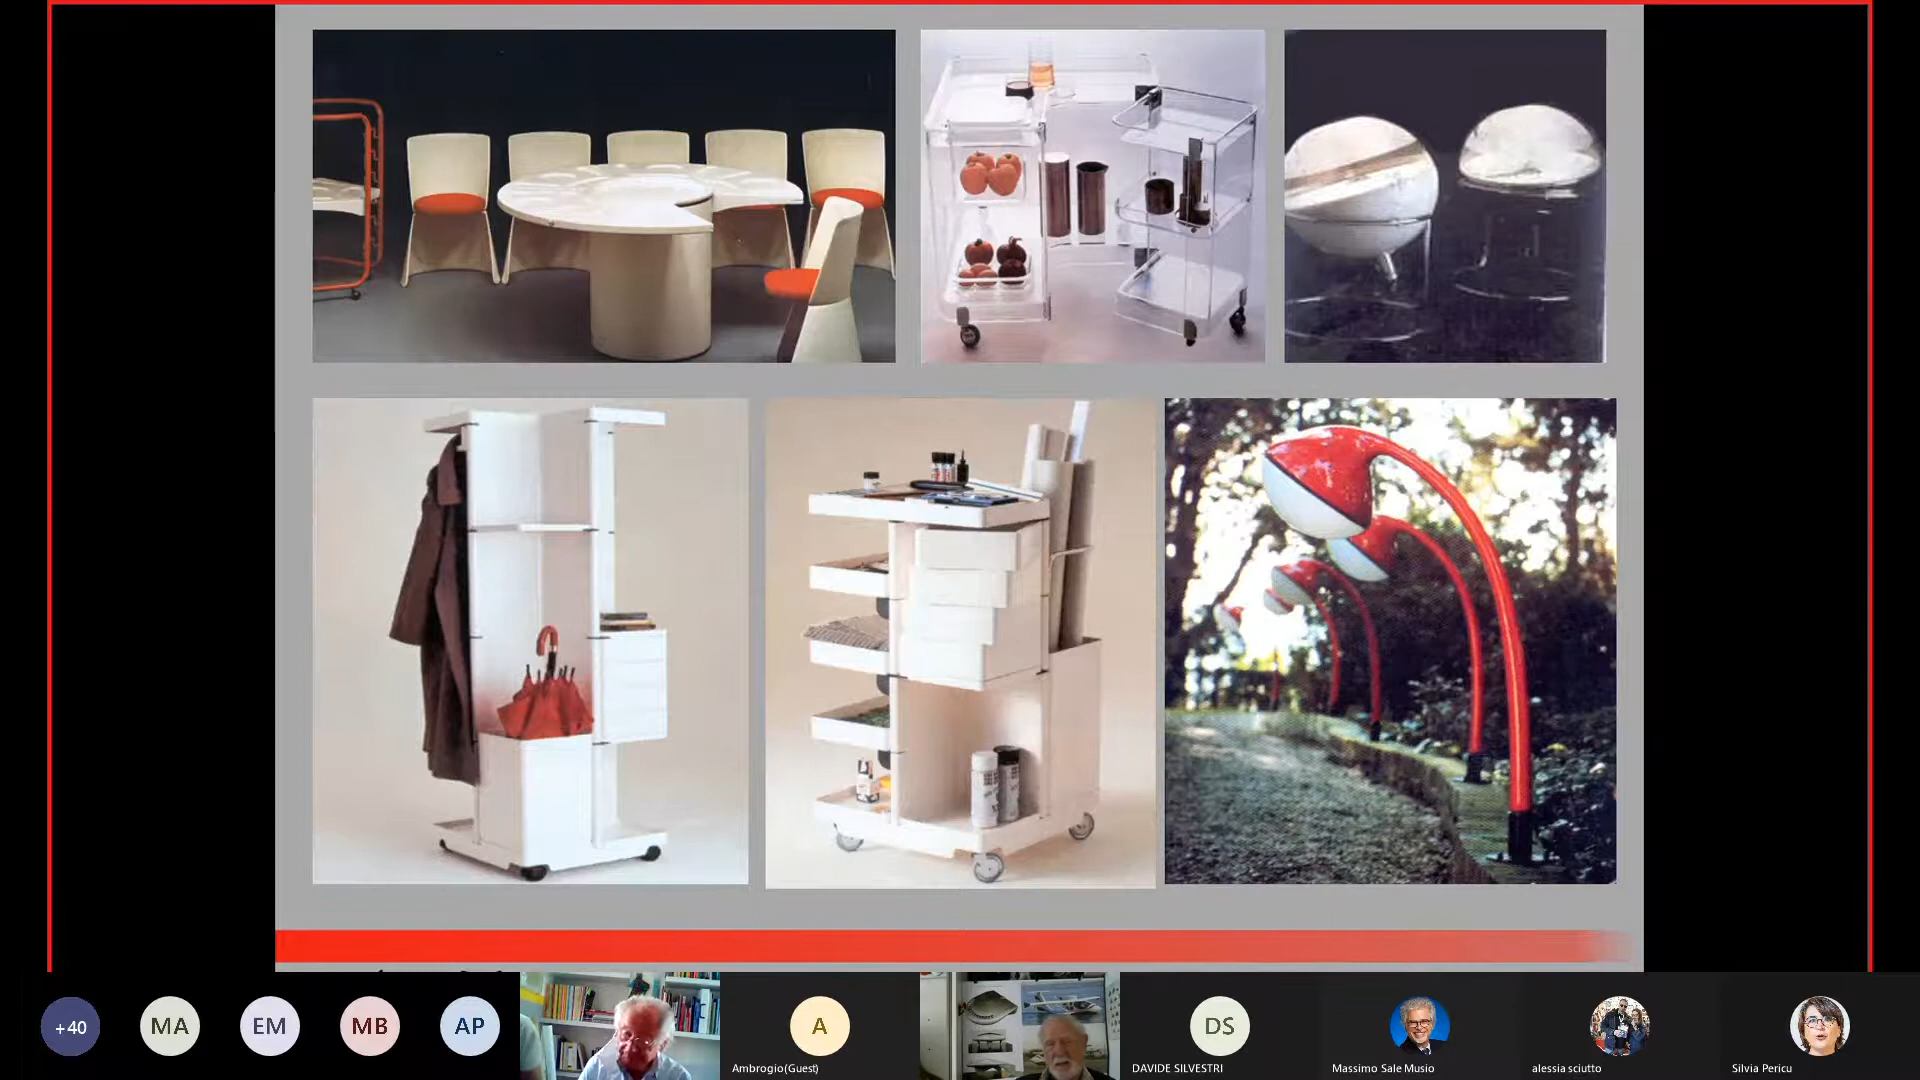 +40
MA
EM
MB
AP
A
Ambrogio(Guest)
DS
DAVIDE SILVESTRI
Massimo Sale Musio
alessia sciutto
Silvia Pericu